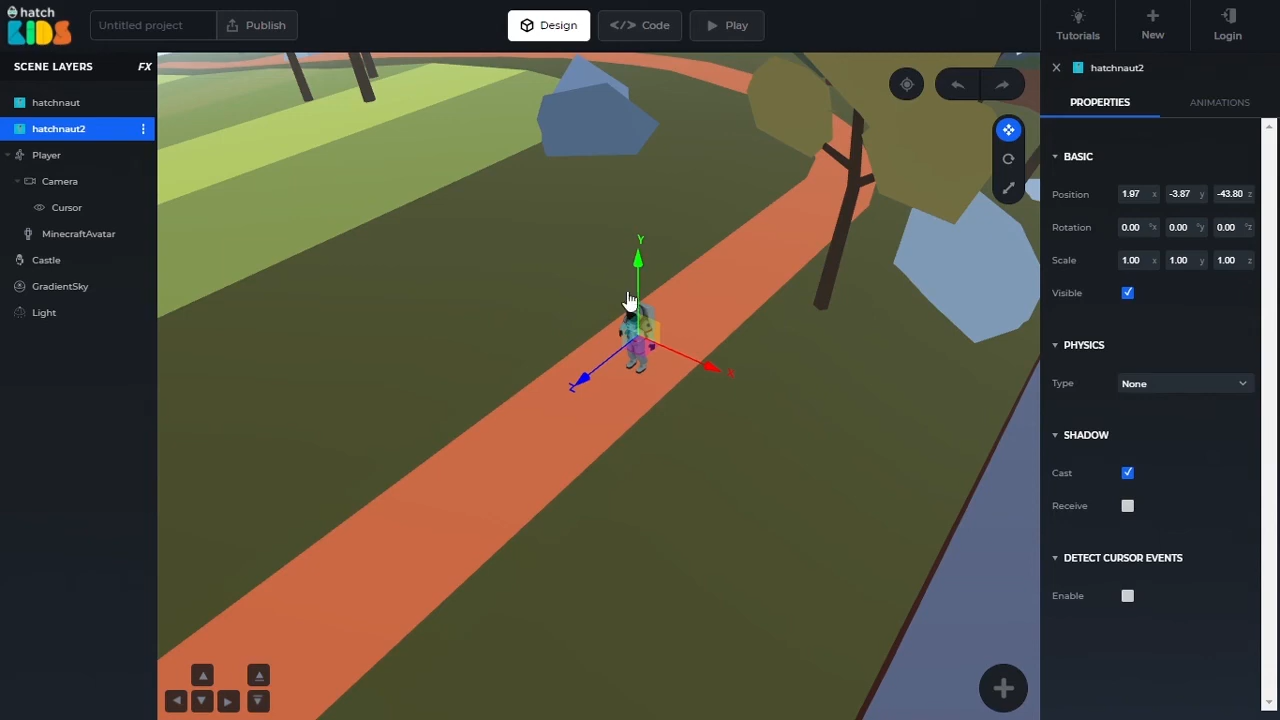 hatch
KIDS
Untitled project
Publish
Design
</> Code
Play
Tutorials
New
Login
SCENE LAYERS
FX
hatchnaut
hatchnaut2
Player
Camera
Cursor
MinecraftAvatar
Castle
GradientSky
Light
Y
X
Z
hatchnaut2
PROPERTIES
ANIMATIONS
BASIC
Position 1.97 x -3.87 y -43.80 z
Rotation 0.00 °x 0.00 °y 0.00 °z
Scale 1.00 x 1.00 y 1.00 z
Visible
PHYSICS
Type None
SHADOW
Cast
Receive
DETECT CURSOR EVENTS
Enable